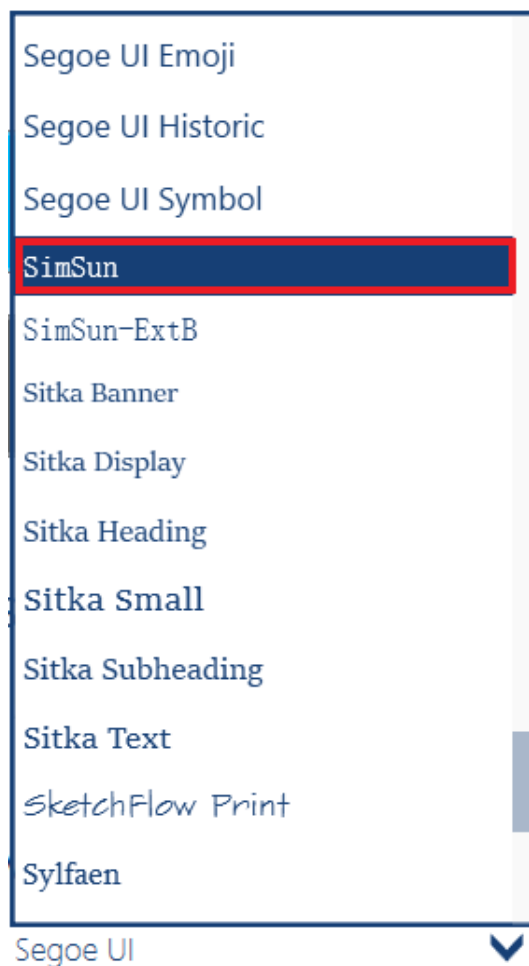 Segoe UI Emoji
Segoe UI Historic
Segoe UI Symbol
SimSun
SimSun-ExtB
Sitka Banner
Sitka Display
Sitka Heading
Sitka Small
Sitka Subheading
Sitka Text
SketchFlow Print
Sylfaen
Segoe UI